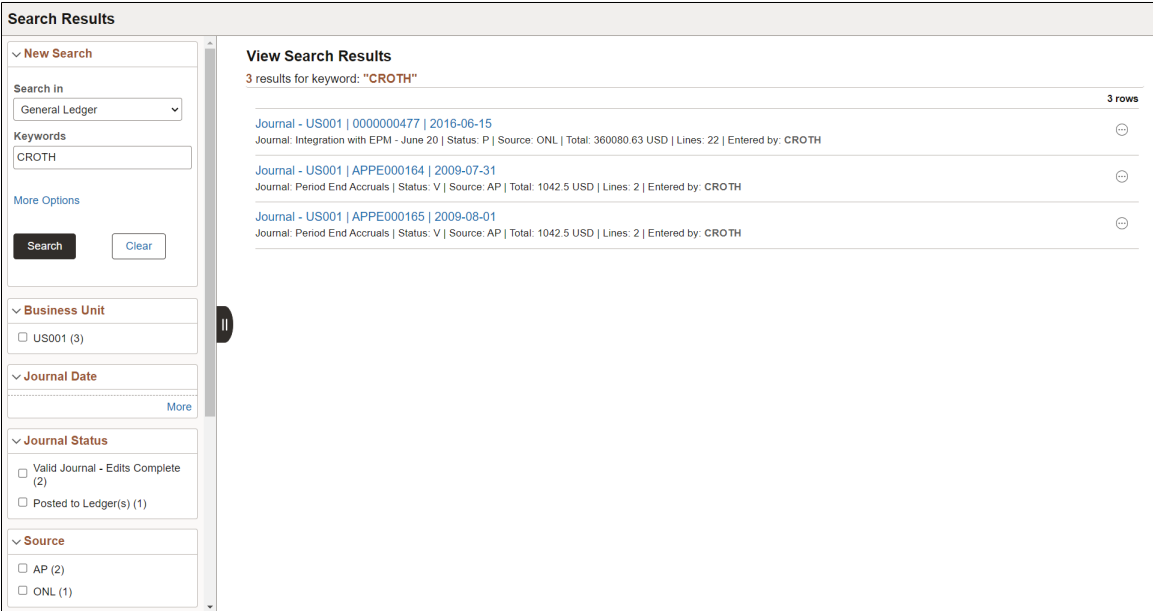 Search Results
New Search
Search in
General Ledger
Keywords
CROTH
More Options
Search
Clear
Business Unit
US001 (3)
Journal Date
More
Journal Status
Valid Journal - Edits Complete
(2)
Posted to Ledger(s) (1)
Source
AP (2)
ONL (1)
View Search Results
3 results for keyword: "CROTH"
3 rows
Journal - US001 | 0000000477 | 2016-06-15
Journal: Integration with EPM - June 20 | Status: P | Source: ONL | Total: 360080.63 USD | Lines: 22 | Entered by: CROTH
Journal - US001 | APPE000164 | 2009-07-31
Journal: Period End Accruals | Status: V | Source: AP | Total: 1042.5 USD | Lines: 2 | Entered by: CROTH
Journal - US001 | APPE000165 | 2009-08-01
Journal: Period End Accruals | Status: V | Source: AP | Total: 1042.5 USD | Lines: 2 | Entered by: CROTH